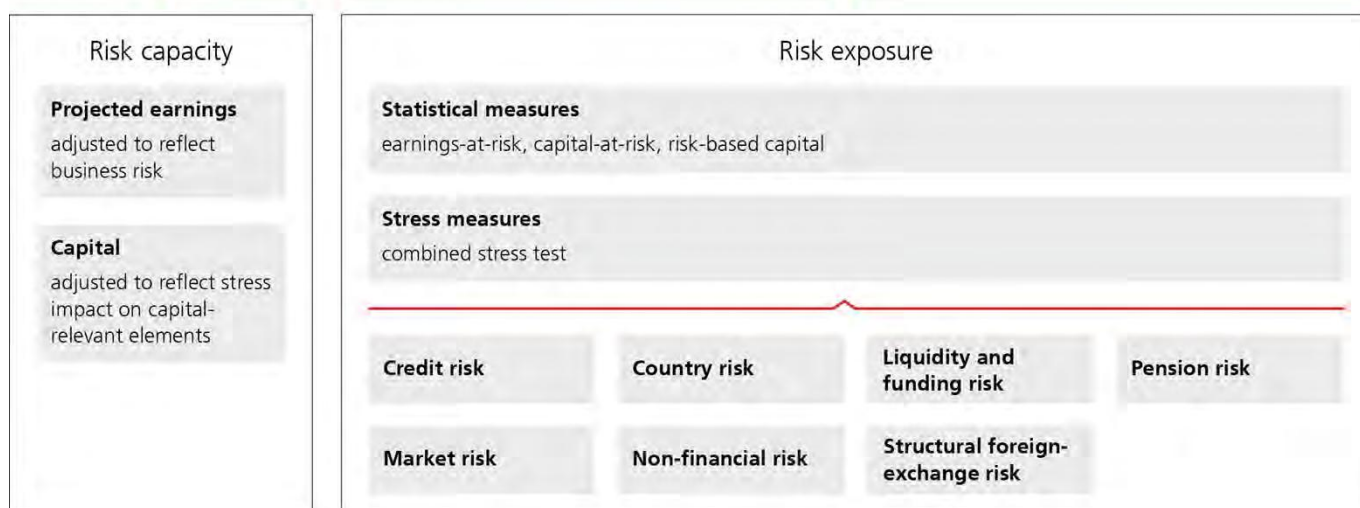 Risk capacity
Projected earnings
adjusted to reflect
business risk
Capital
adjusted to reflect stress
impact on capital-
relevant elements
Risk exposure
Statistical measures
earnings-at-risk, capital-at-risk, risk-based capital
Stress measures
combined stress test
Credit risk
Country risk
Liquidity and
funding risk
Pension risk
Market risk
Non-financial risk
Structural foreign-
exchange risk